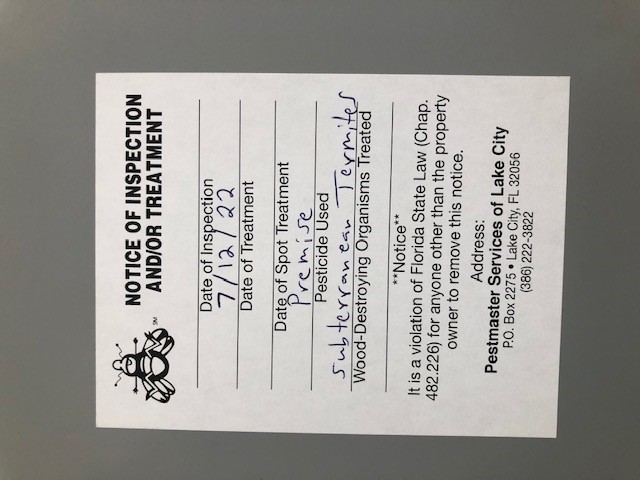 NOTICE OF INSPECTION
AND/OR TREATMENT
SM
Date of Inspection
7/12/22
Date of Treatment
Date of Spot Treatment
Premise
Pesticide Used
Subterranean Termites
Wood-Destroying Organisms Treated
**Notice**
It is a violation of Florida State Law (Chap.
482.226) for anyone other than the property
owner to remove this notice.
Address:
Pestmaster Services of Lake City
P.O. Box 2275 • Lake City, FL 32056
(386) 222-3822